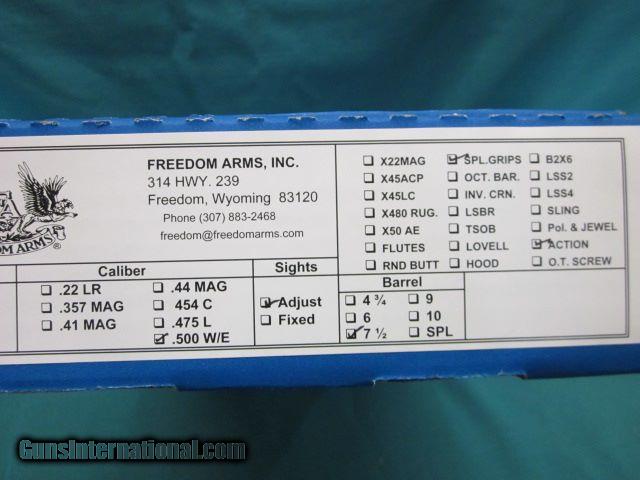 FREEDOM ARMS, INC.
314 HWY. 239
Freedom, Wyoming 83120
Phone (307) 883-2468
freedom@freedomarms.com
DOM ARMS®
☐ X22MAG ☑ SPL.GRIPS ☐ B2X6
☐ X45ACP ☐ OCT. BAR. ☐ LSS2
☐ X45LC ☐ INV. CRN. ☐ LSS4
☐ X480 RUG. ☐ LSBR ☐ SLING
☐ X50 AE ☐ TSOB ☐ Pol. & JEWEL
☐ FLUTES ☐ LOVELL ☑ ACTION
☐ RND BUTT ☐ HOOD ☐ O.T. SCREW
Caliber
☐ .22 LR ☐ .44 MAG
☐ .357 MAG ☐ 454 C
☐ .41 MAG ☐ .475 L
☑ .500 W/E
Sights
☑ Adjust
☐ Fixed
Barrel
☐ 4 ¾ ☐ 9
☐ 6 ☐ 10
☑ 7 ½ ☐ SPL
GunsInternational.com